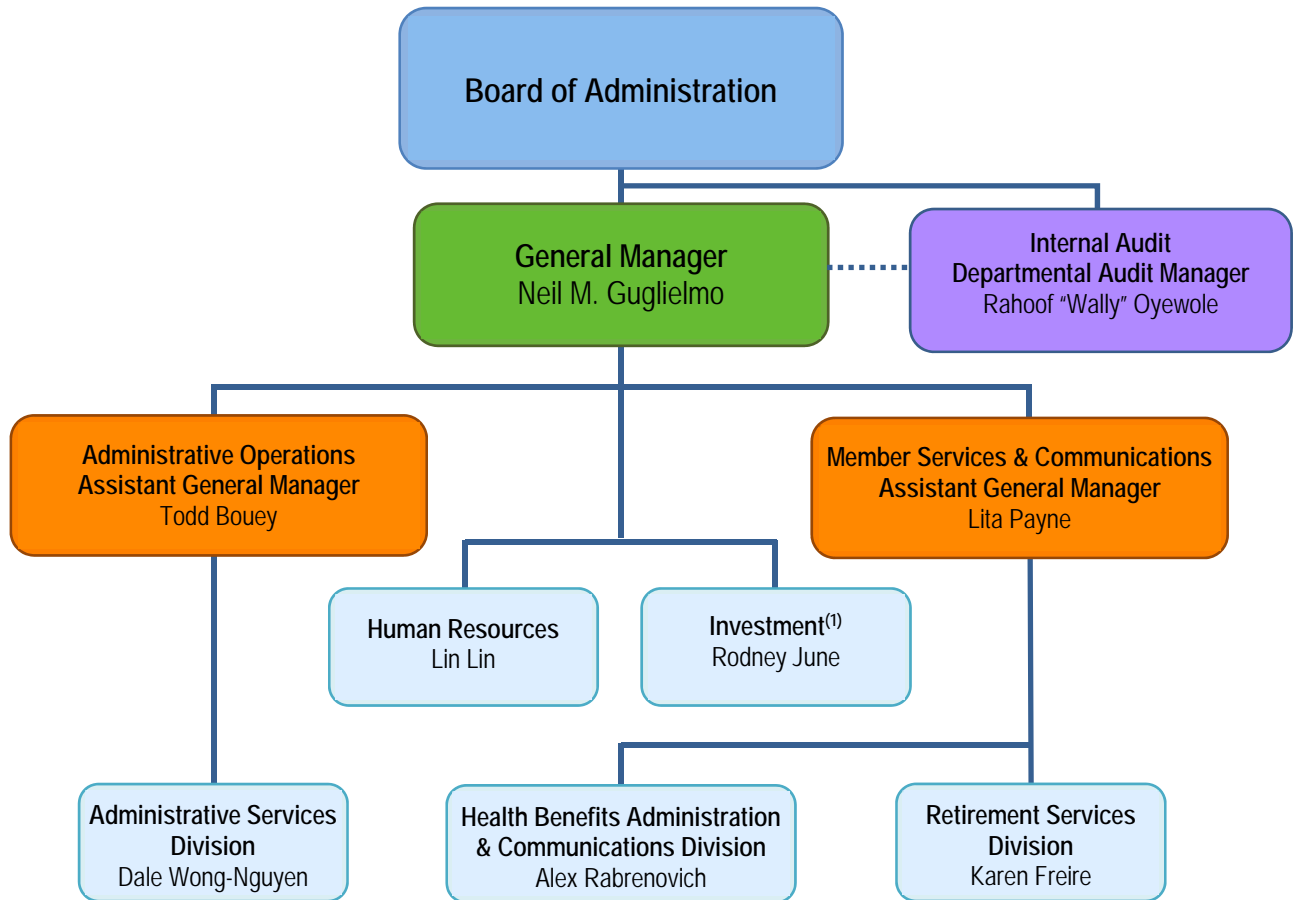 Board of Administration
General Manager
Neil M. Guglielmo
Internal Audit
Departmental Audit Manager
Rahoof “Wally” Oyewole
Administrative Operations
Assistant General Manager
Todd Bouey
Member Services & Communications
Assistant General Manager
Lita Payne
Human Resources
Lin Lin
Investment(1)
Rodney June
Administrative Services
Division
Dale Wong-Nguyen
Health Benefits Administration
& Communications Division
Alex Rabrenovich
Retirement Services
Division
Karen Freire